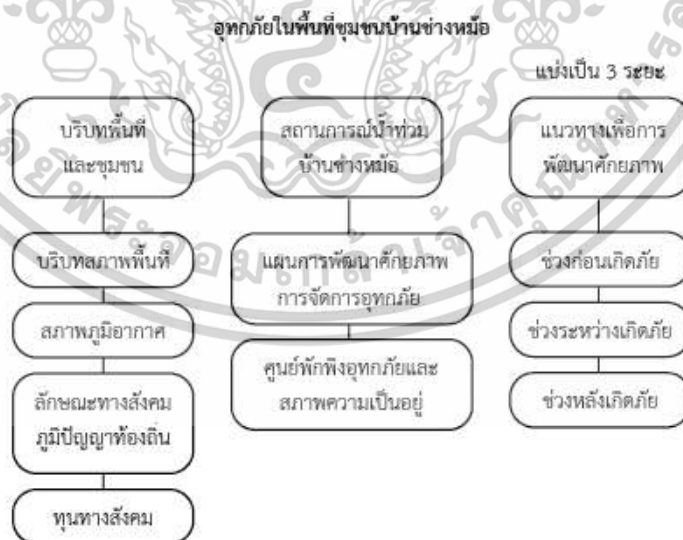 อุทกภัยในพื้นที่ชุมชนบ้านช่างหม้อ
แบ่งเป็น 3 ระยะ
บริบทพื้นที่
และชุมชน
บริบทสภาพพื้นที่
สภาพภูมิอากาศ
ลักษณะทางสังคม
ภูมิปัญญาท้องถิ่น
ทุนทางสังคม
สถานการณ์น้ำท่วม
บ้านช่างหม้อ
แผนการพัฒนาศักยภาพ
การจัดการอุทกภัย
ศูนย์พักพิงอุทกภัยและ
สภาพความเป็นอยู่
แนวทางเพื่อการ
พัฒนาศักยภาพ
ช่วงก่อนเกิดภัย
ช่วงระหว่างเกิดภัย
ช่วงหลังเกิดภัย